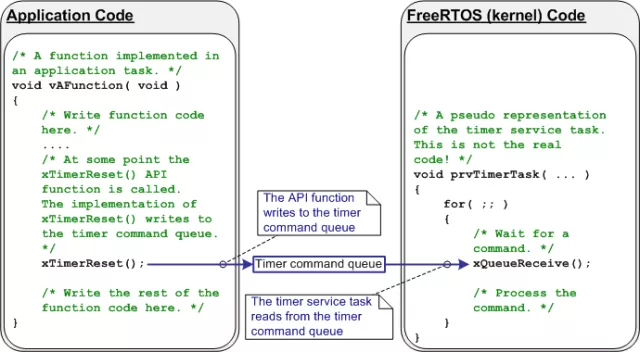 Application Code
/* A function implemented in
an application task. */
void vAFunction( void )
{
/* Write function code
here. */
....
/* At some point the
xTimerReset() API
function is called.
The implementation of
xTimerReset() writes to
the timer command queue.
*/
xTimerReset();
/* Write the rest of the
function code here. */
}
The API function
writes to the timer
command queue
Timer command queue
The timer service task
reads from the timer
command queue
FreeRTOS (kernel) Code
/* A pseudo representation
of the timer service task.
This is not the real
code! */
void prvTimerTask( ... )
{
for( ;; )
{
/* Wait for a
command. */
xQueueReceive();
/* Process the
command. */
}
}